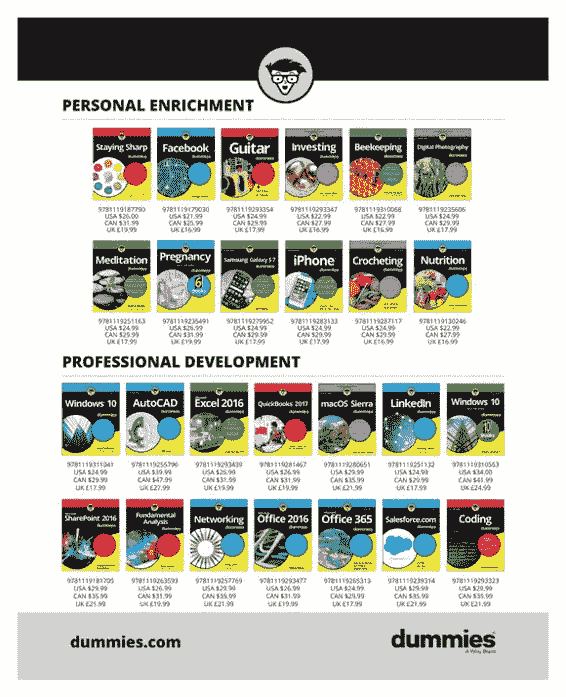 PERSONAL ENRICHMENT
Staying Sharp
Facebook
Guitar
Investing
Beekeeping
Digital Photography
9781119187790
USA $26.00
CAN $31.99
UK £19.99
USA $21.99
CAN $25.99
UK £16.99
9781119293354
USA $24.99
CAN $29.99
UK £17.99
9781119293347
USA $22.99
CAN $27.99
UK £16.99
9781119310068
USA $22.99
CAN $27.99
UK £16.99
9781119235606
USA $24.99
CAN $29.99
UK £17.99
Meditation
Pregnancy
Samsung Galaxy S7
iPhone
Crocheting
Nutrition
9781119251163
USA $24.99
CAN $29.99
UK £17.99
9781119235491
USA $26.99
CAN $31.99
UK £19.99
9781119279952
USA $24.99
CAN $29.99
UK £17.99
9781119283133
USA $24.99
CAN $29.99
UK £17.99
9781119287117
USA $24.99
CAN $29.99
UK £16.99
9781119130246
USA $22.99
CAN $27.99
UK £16.99
PROFESSIONAL DEVELOPMENT
Windows 10
AutoCAD
Excel 2016
QuickBooks 2017
macOS Sierra
LinkedIn
Windows 10
9781119311041
USA $24.99
CAN $29.99
UK £17.99
9781119255796
USA $39.99
CAN $47.99
UK £27.99
9781119293439
USA $26.99
CAN $31.99
UK £19.99
9781119281467
USA $26.99
CAN $31.99
UK £19.99
9781119280651
USA $29.99
CAN $35.99
UK £21.99
9781119251132
USA $24.99
CAN $29.99
UK £17.99
9781119310563
USA $34.00
CAN $41.99
UK £24.99
SharePoint 2016
Fundamental Analysis
Networking
Office 2016
Office 365
Salesforce.com
Coding
9781119181705
USA $29.99
CAN $35.99
UK £21.99
9781119263593
USA $26.99
CAN $31.99
UK £19.99
9781119257769
USA $29.99
CAN $35.99
UK £21.99
9781119293477
USA $26.99
CAN $31.99
UK £19.99
9781119265313
USA $24.99
CAN $29.99
UK £17.99
9781119239314
USA $29.99
CAN $35.99
UK £21.99
9781119293323
USA $29.99
CAN $35.99
UK £21.99
dummies.com
dummies
A Wiley Brand